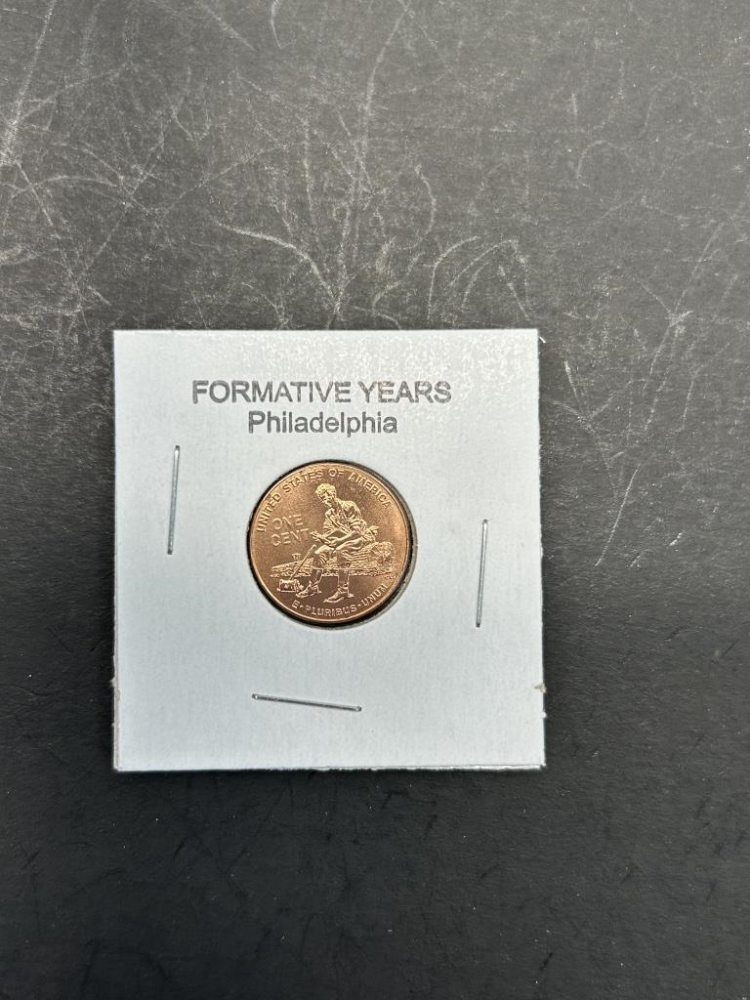 FORMATIVE YEARS
Philadelphia
UNITED STATES OF AMERICA
ONE
CENT
E • PLURIBUS • UNUM